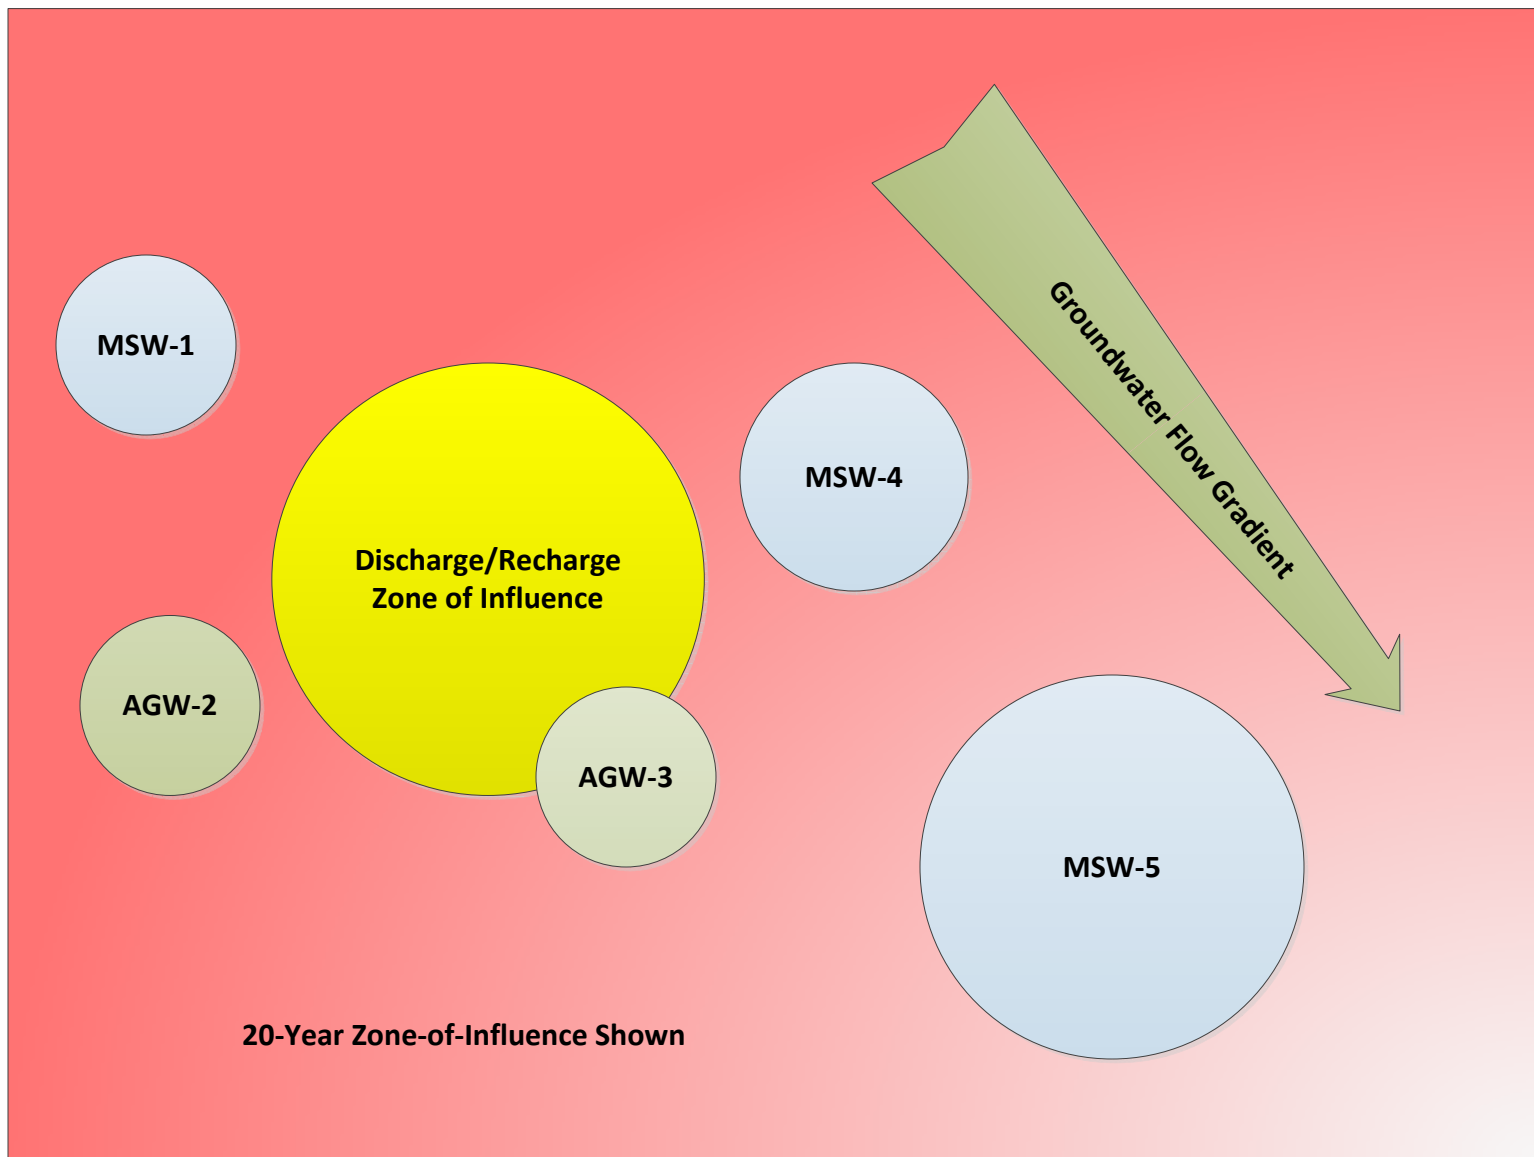 Groundwater Flow Gradient
MSW-1
MSW-4
Discharge/Recharge
Zone of Influence
AGW-2
AGW-3
MSW-5
20-Year Zone-of-Influence Shown